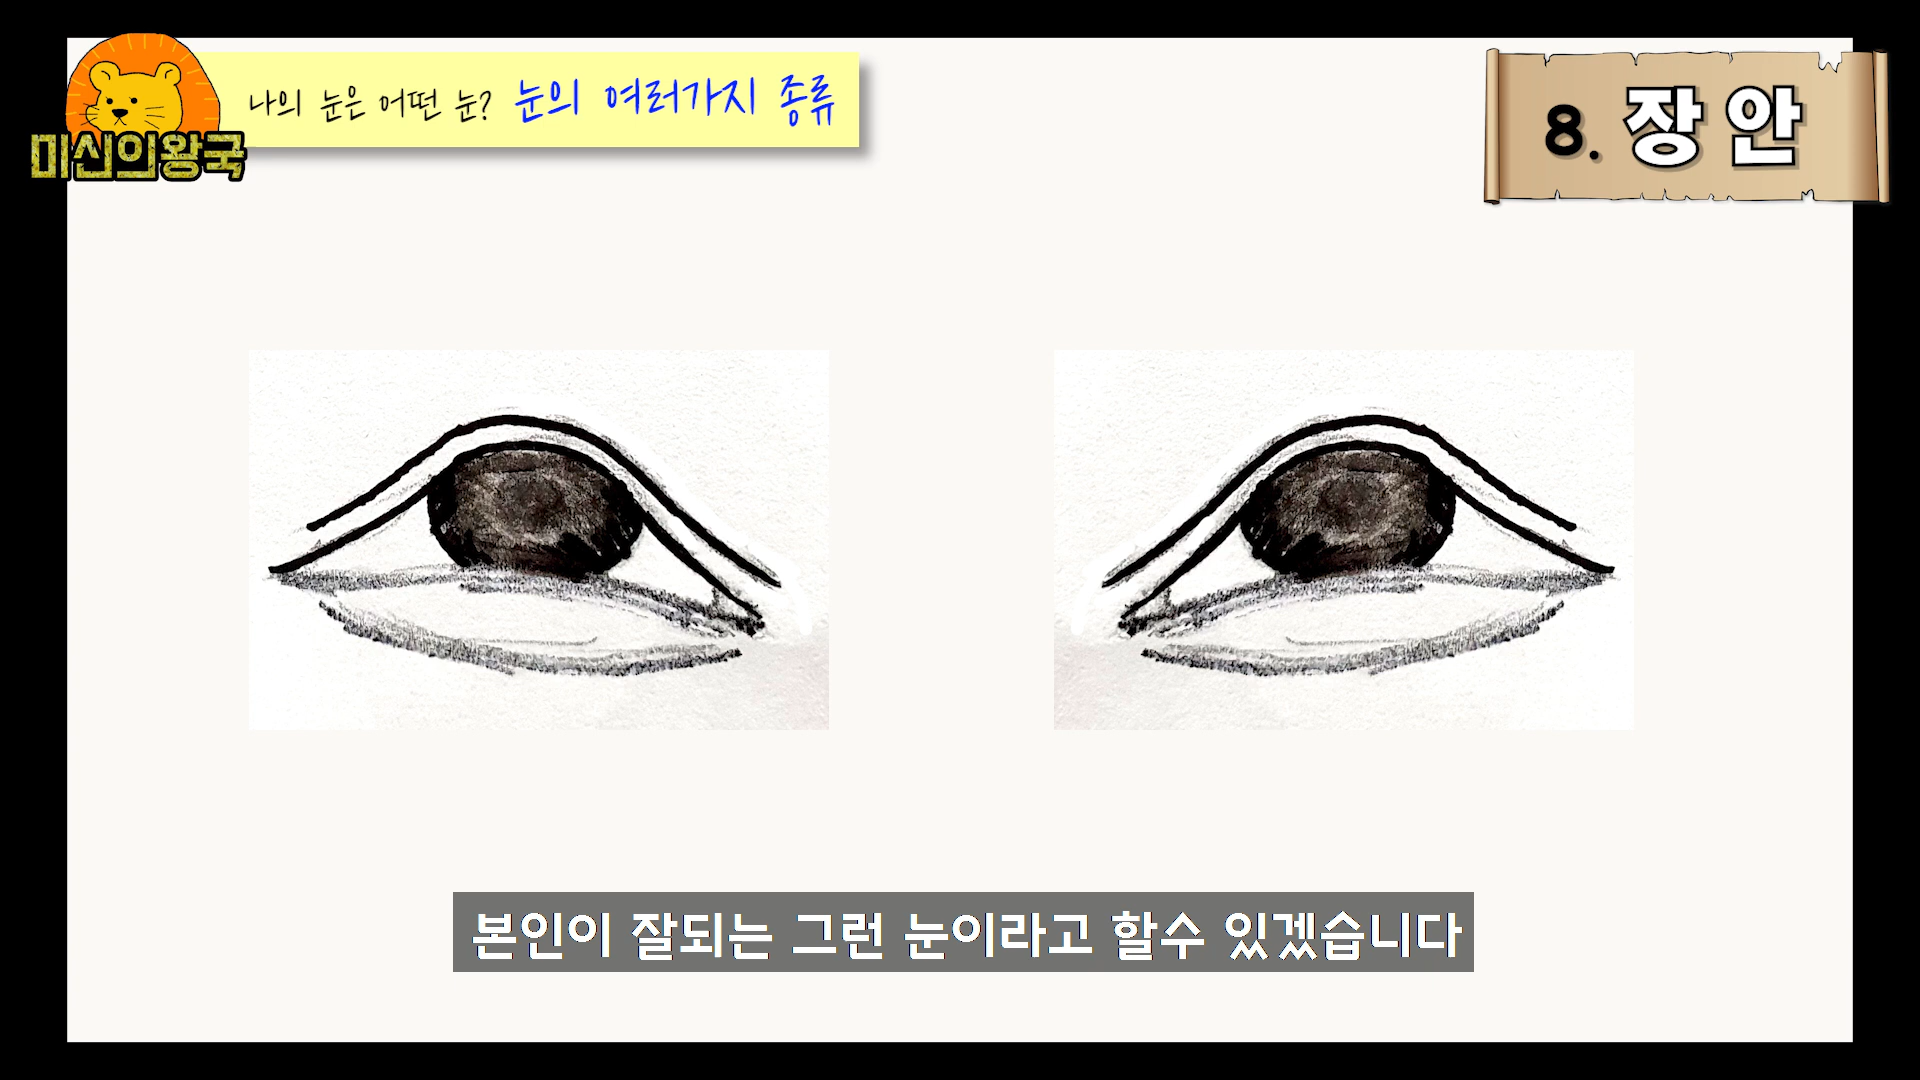 미신의왕국
나의 눈은 어떤 눈? 눈의 여러가지 종류
8. 장안
본인이 잘되는 그런 눈이라고 할수 있겠습니다